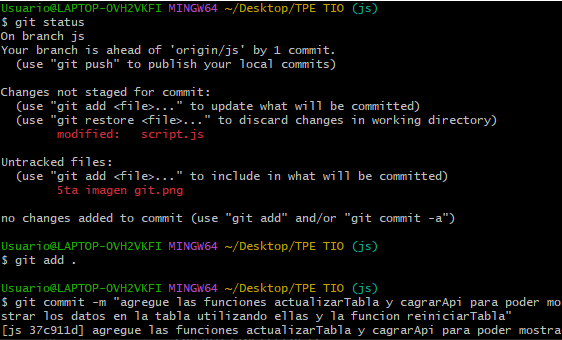 Usuario@LAPTOP-OVH2VKFI MINGW64 ~/Desktop/TPE TIO (js)
$ git status
On branch js
Your branch is ahead of 'origin/js' by 1 commit.
  (use "git push" to publish your local commits)

Changes not staged for commit:
  (use "git add <file>..." to update what will be committed)
  (use "git restore <file>..." to discard changes in working directory)
        modified:   script.js

Untracked files:
  (use "git add <file>..." to include in what will be committed)
        5ta imagen git.png

no changes added to commit (use "git add" and/or "git commit -a")

Usuario@LAPTOP-OVH2VKFI MINGW64 ~/Desktop/TPE TIO (js)
$ git add .

Usuario@LAPTOP-OVH2VKFI MINGW64 ~/Desktop/TPE TIO (js)
$ git commit -m "agregue las funciones actualizarTabla y cagrarApi para poder mo
strar los datos en la tabla utilizando ellas y la funcion reiniciarTabla"
[js 37c911d] agregue las funciones actualizarTabla y cagrarApi para poder mostra